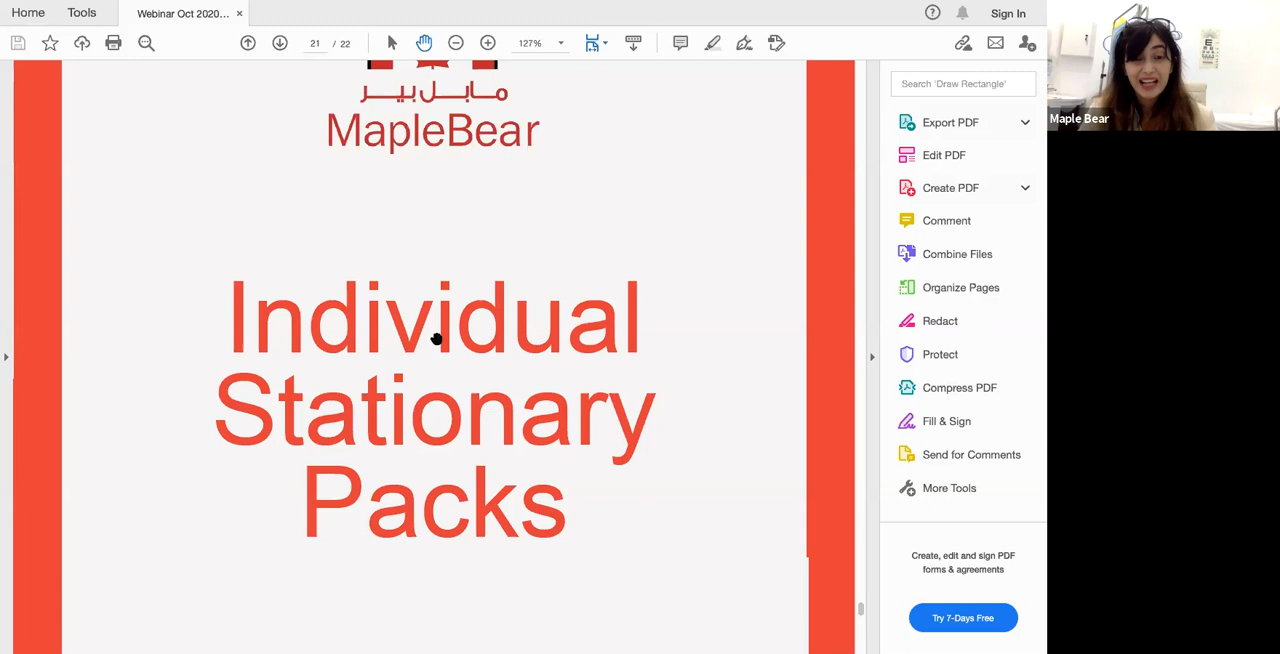 Home
Tools
Webinar Oct 2020...
×
Sign In
21 / 22
127%
مابل بير
MapleBear
Individual
Stationary
Packs
Search 'Draw Rectangle'
Export PDF
Edit PDF
Create PDF
Comment
Combine Files
Organize Pages
Redact
Protect
Compress PDF
Fill & Sign
Send for Comments
More Tools
Create, edit and sign PDF
forms & agreements
Try 7-Days Free
Maple Bear